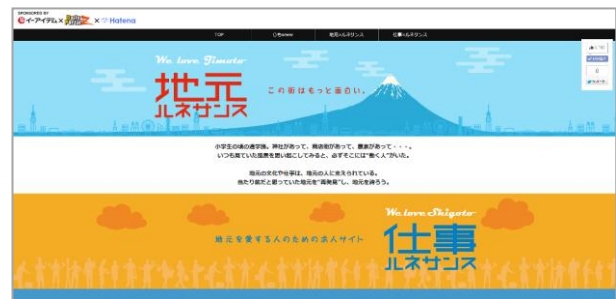 SPONSORED BY
イーアイデム × × Hatena
TOP
地元ルネサンス
仕事ルネサンス
We love Jimoto
地元
ルネサンス
この街はもっと面白い。
小学生の頃の通学路。神社があって、商店街があって、農家があって・・・。
いつも見ていた風景を思い起こしてみると、必ずそこには“働く人”がいた。
地元の文化や仕事は、地元の人に支えられている。
当たり前だと思っていた地元を“再発見”し、地元を誇ろう。
We love Shigoto
地元を愛する人のための求人サイト
仕事
ルネサンス
0